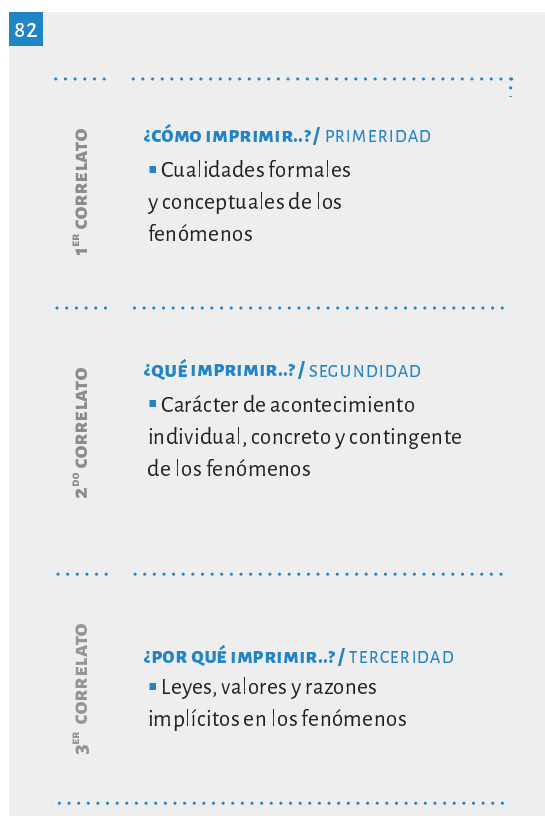 82
1ER CORRELATO
¿CÓMO IMPRIMIR..?/ PRIMERIDAD
▪ Cualidades formales
y conceptuales de los
fenómenos
2DO CORRELATO
¿QUÉ IMPRIMIR..?/ SEGUNDIDAD
▪ Carácter de acontecimiento
individual, concreto y contingente
de los fenómenos
3ER CORRELATO
¿POR QUÉ IMPRIMIR..?/ TERCERIDAD
▪ Leyes, valores y razones
implícitos en los fenómenos